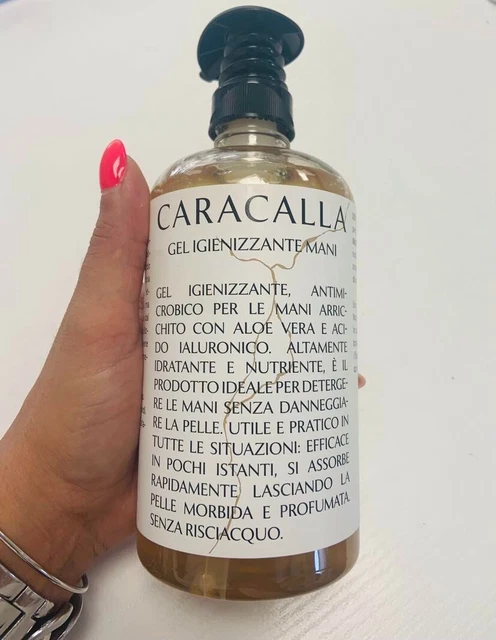 CARACALLA
GEL IGIENIZZANTE MANI
GEL IGIENIZZANTE, ANTIMI-
CROBICO PER LE MANI ARRIC-
CHITO CON ALOE VERA E ACI-
DO IALURONICO. ALTAMENTE
IDRATANTE E NUTRIENTE, È IL
PRODOTTO IDEALE PER DETERGE-
RE LE MANI SENZA DANNEGGIA-
RE LA PELLE. UTILE E PRATICO IN
TUTTE LE SITUAZIONI: EFFICACE
IN POCHI ISTANTI, SI ASSORBE
RAPIDAMENTE, LASCIANDO LA
PELLE MORBIDA E PROFUMATA.
SENZA RISCIACQUO.